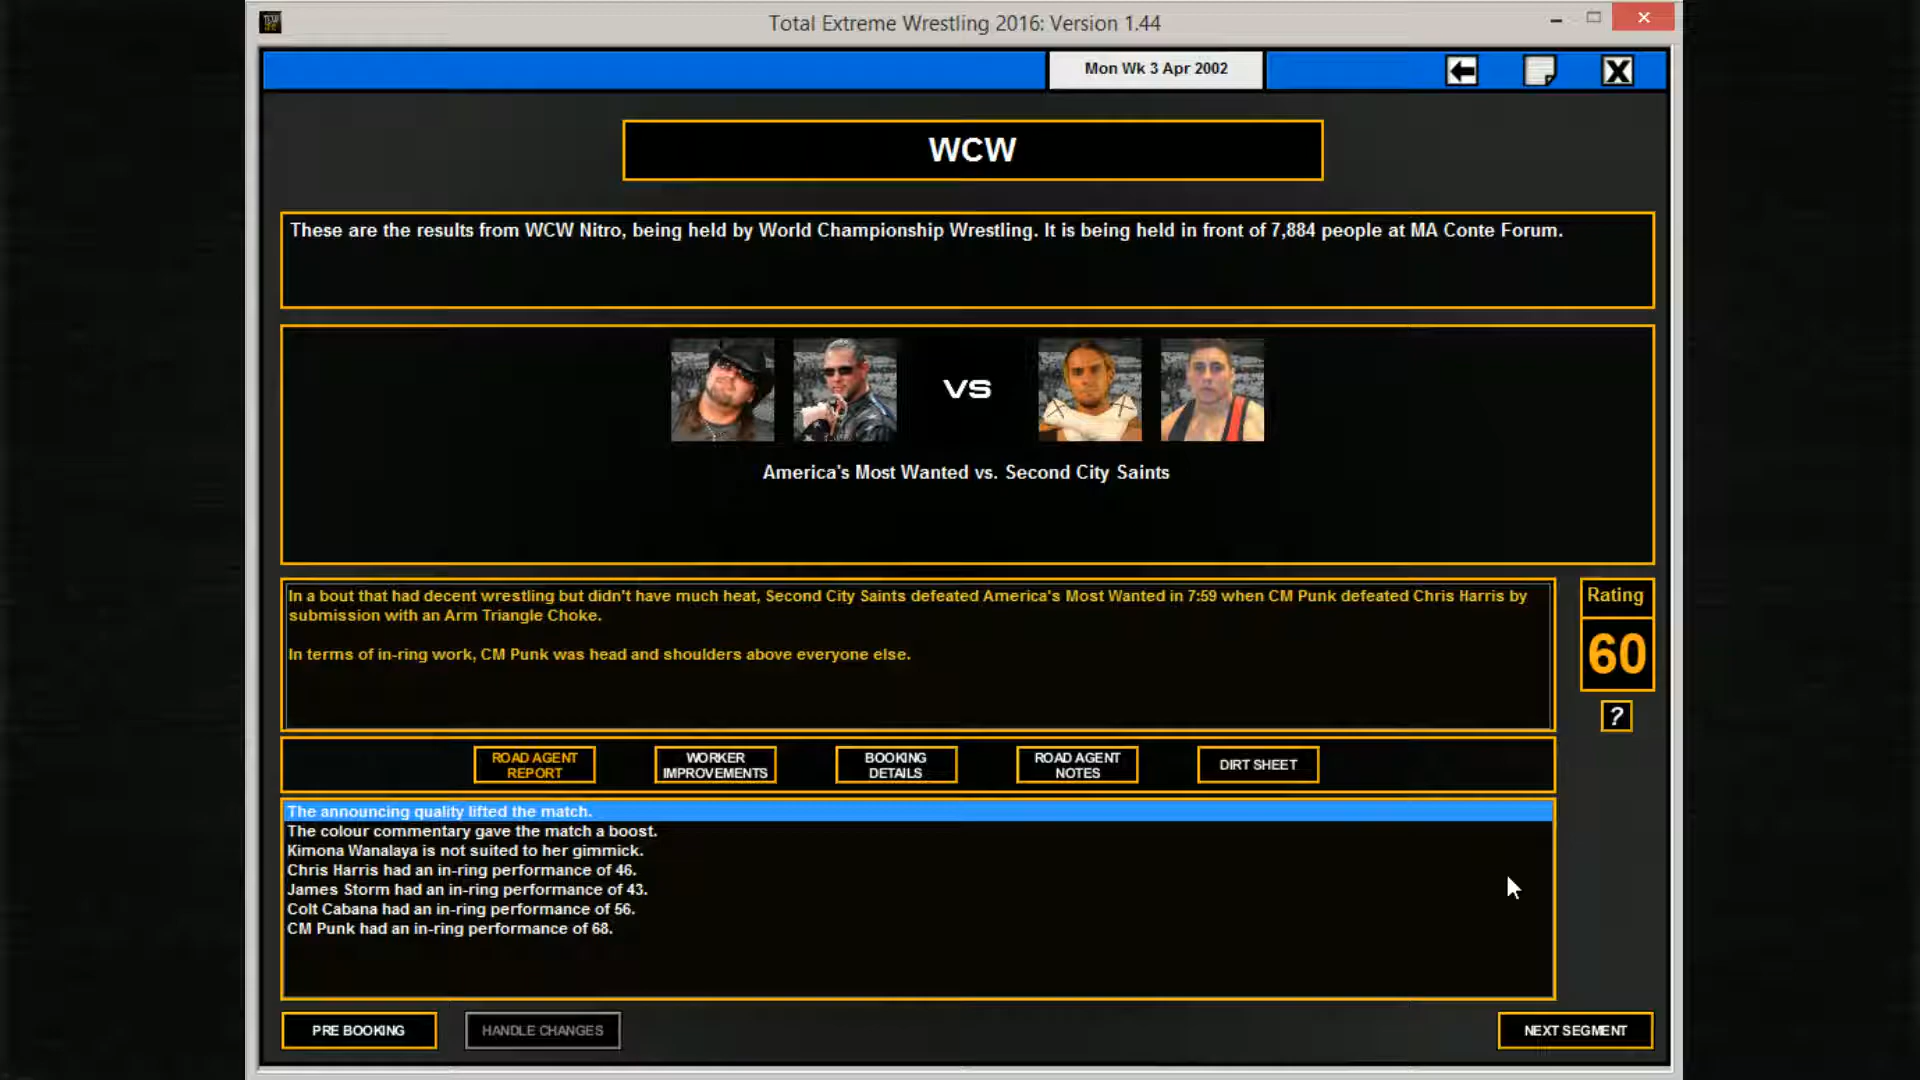 Total Extreme Wrestling 2016: Version 1.44
Mon Wk 3 Apr 2002
WCW
These are the results from WCW Nitro, being held by World Championship Wrestling. It is being held in front of 7,884 people at MA Conte Forum.
VS
America's Most Wanted vs. Second City Saints
In a bout that had decent wrestling but didn't have much heat, Second City Saints defeated America's Most Wanted in 7:59 when CM Punk defeated Chris Harris by
submission with an Arm Triangle Choke.
In terms of in-ring work, CM Punk was head and shoulders above everyone else.
Rating
60
?
ROAD AGENT
REPORT
WORKER
IMPROVEMENTS
BOOKING
DETAILS
ROAD AGENT
NOTES
DIRT SHEET
The announcing quality lifted the match.
The colour commentary gave the match a boost.
Kimona Wanalaya is not suited to her gimmick.
Chris Harris had an in-ring performance of 46.
James Storm had an in-ring performance of 43.
Colt Cabana had an in-ring performance of 56.
CM Punk had an in-ring performance of 68.
PRE BOOKING
HANDLE CHANGES
NEXT SEGMENT